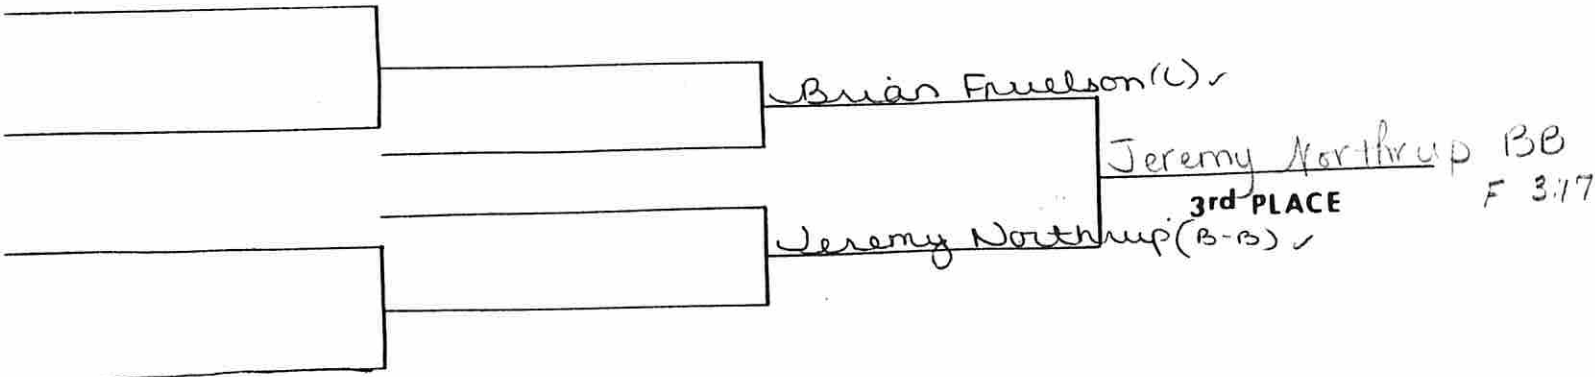 Brian Fruelson (L) ✓
Jeremy Northrup BB
3rd PLACE
F 3:17
Jeremy Northrup (B-B) ✓